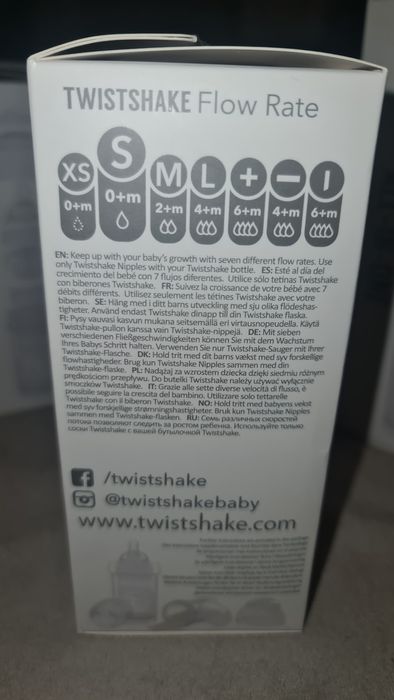 TWISTSHAKE Flow Rate
XS S M L + − I
0+m 0+m 2+m 4+m 6+m 4+m 6+m
EN: Keep up with your baby's growth with seven different flow rates. Use
only Twistshake Nipples with your Twistshake bottle. ES: Esté al día del
crecimiento del bebé con 7 flujos diferentes. Utilice sólo tetinas Twistshake
con biberones Twistshake. FR: Suivez la croissance de votre bébé avec 7
débits différents. Utilisez seulement les tétines Twistshake avec votre
biberon. SE: Häng med i ditt barns utveckling med sju olika flödeshas-
tigheter. Använd endast Twistshake dinapp till din Twistshake flaska.
FI: Pysy vauvasi kasvun mukana seitsemällä eri virtausnopeudella. Käytä
Twistshake-pullon kanssa vain Twistshake-nippejä. DE: Mit sieben
verschiedenen Fließgeschwindigkeiten können Sie mit dem Wachstum
Ihres Babys Schritt halten. Verwenden Sie nur Twistshake-Sauger mit Ihrer
Twistshake-Flasche. DK: Hold trit med dit barns vækst med syv forskellige
flowhastigheder. Brug kun Twistshake Nipples sammen med din
Twistshake-flaske. PL: Nadążaj za wzrostem dziecka dzięki siedmiu różnym
prędkościom przepływu. Do butelki Twistshake należy używać wyłącznie
smoczków Twistshake. IT: Grazie alle sette diverse velocità di flusso, è
possibile seguire la crescita del bambino. Utilizzare solo tettarelle
Twistshake con il biberon Twistshake. NO: Hold tritt med babyens vekst
med syv forskjellige strømningshastigheter. Bruk kun Twistshake Nipples
sammen med Twistshake-flasken. RU: Семь различных скоростей
потока позволяют следить за ростом ребенка. Используйте только
соски Twistshake с вашей бутылочкой Twistshake.
/twistshake
@twistshakebaby
www.twistshake.com